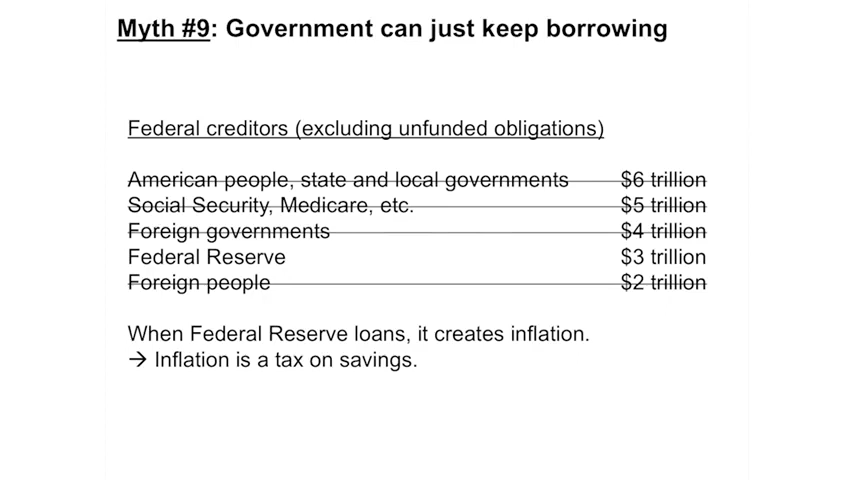 Myth #9: Government can just keep borrowing
Federal creditors (excluding unfunded obligations)
American people, state and local governments $6 trillion
Social Security, Medicare, etc. $5 trillion
Foreign governments $4 trillion
Federal Reserve $3 trillion
Foreign people $2 trillion
When Federal Reserve loans, it creates inflation.
→ Inflation is a tax on savings.